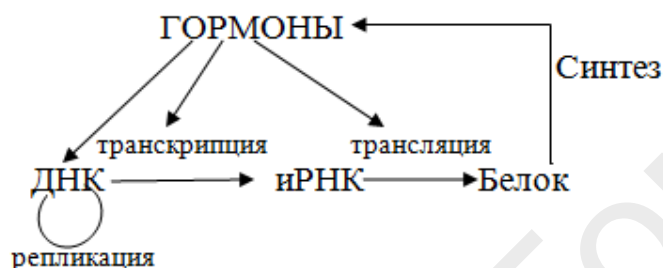 ГОРМОНЫ
Синтез
транскрипция трансляция
ДНК иРНК Белок
репликация